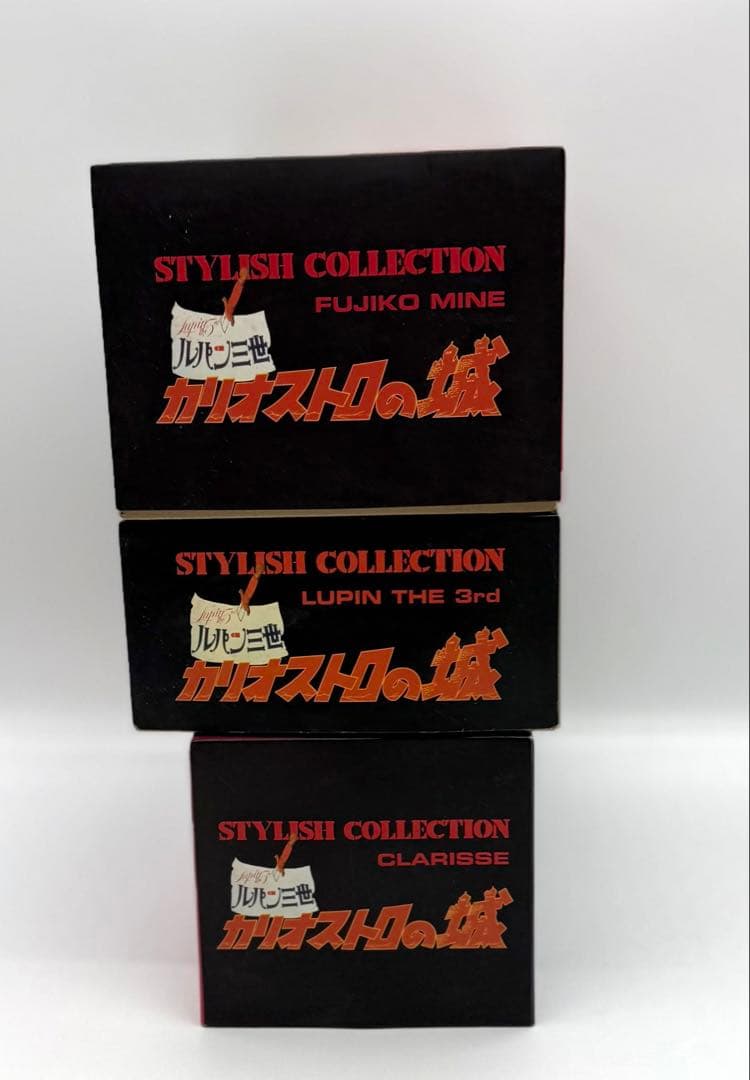 STYLISH COLLECTION
FUJIKO MINE
ルパン三世
カリオストロの城
STYLISH COLLECTION
LUPIN THE 3rd
ルパン三世
カリオストロの城
STYLISH COLLECTION
CLARISSE
ルパン三世
カリオストロの城